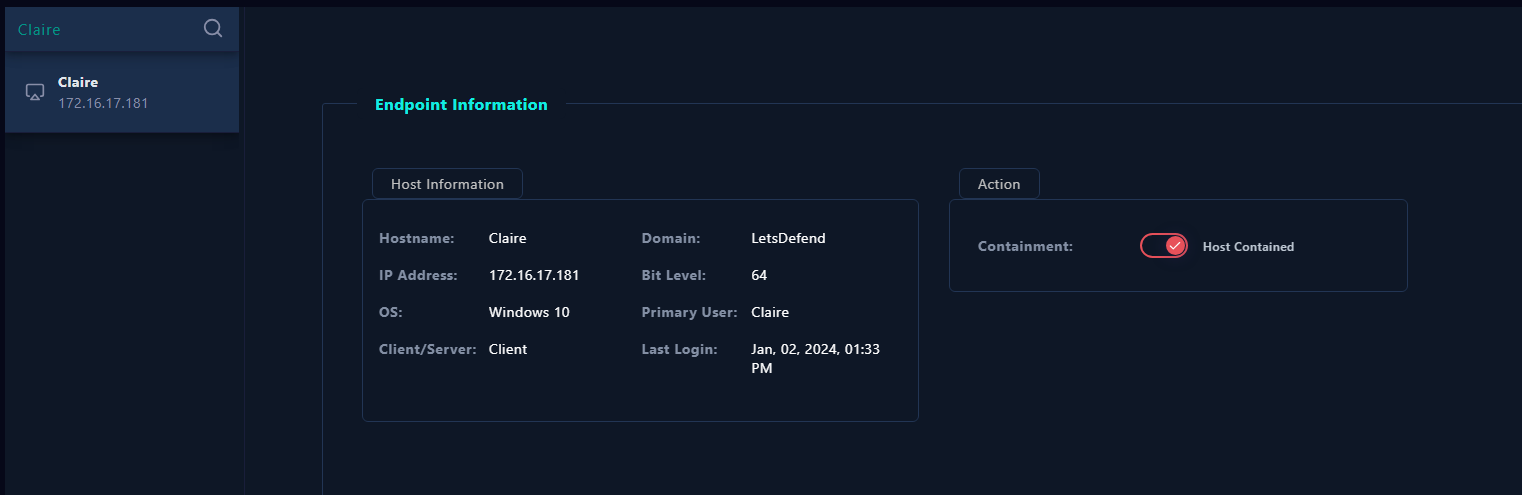 Claire
Claire
172.16.17.181
Endpoint Information
Host Information
Hostname: Claire Domain: LetsDefend
IP Address: 172.16.17.181 Bit Level: 64
OS: Windows 10 Primary User: Claire
Client/Server: Client Last Login: Jan, 02, 2024, 01:33
PM
Action
Containment: Host Contained